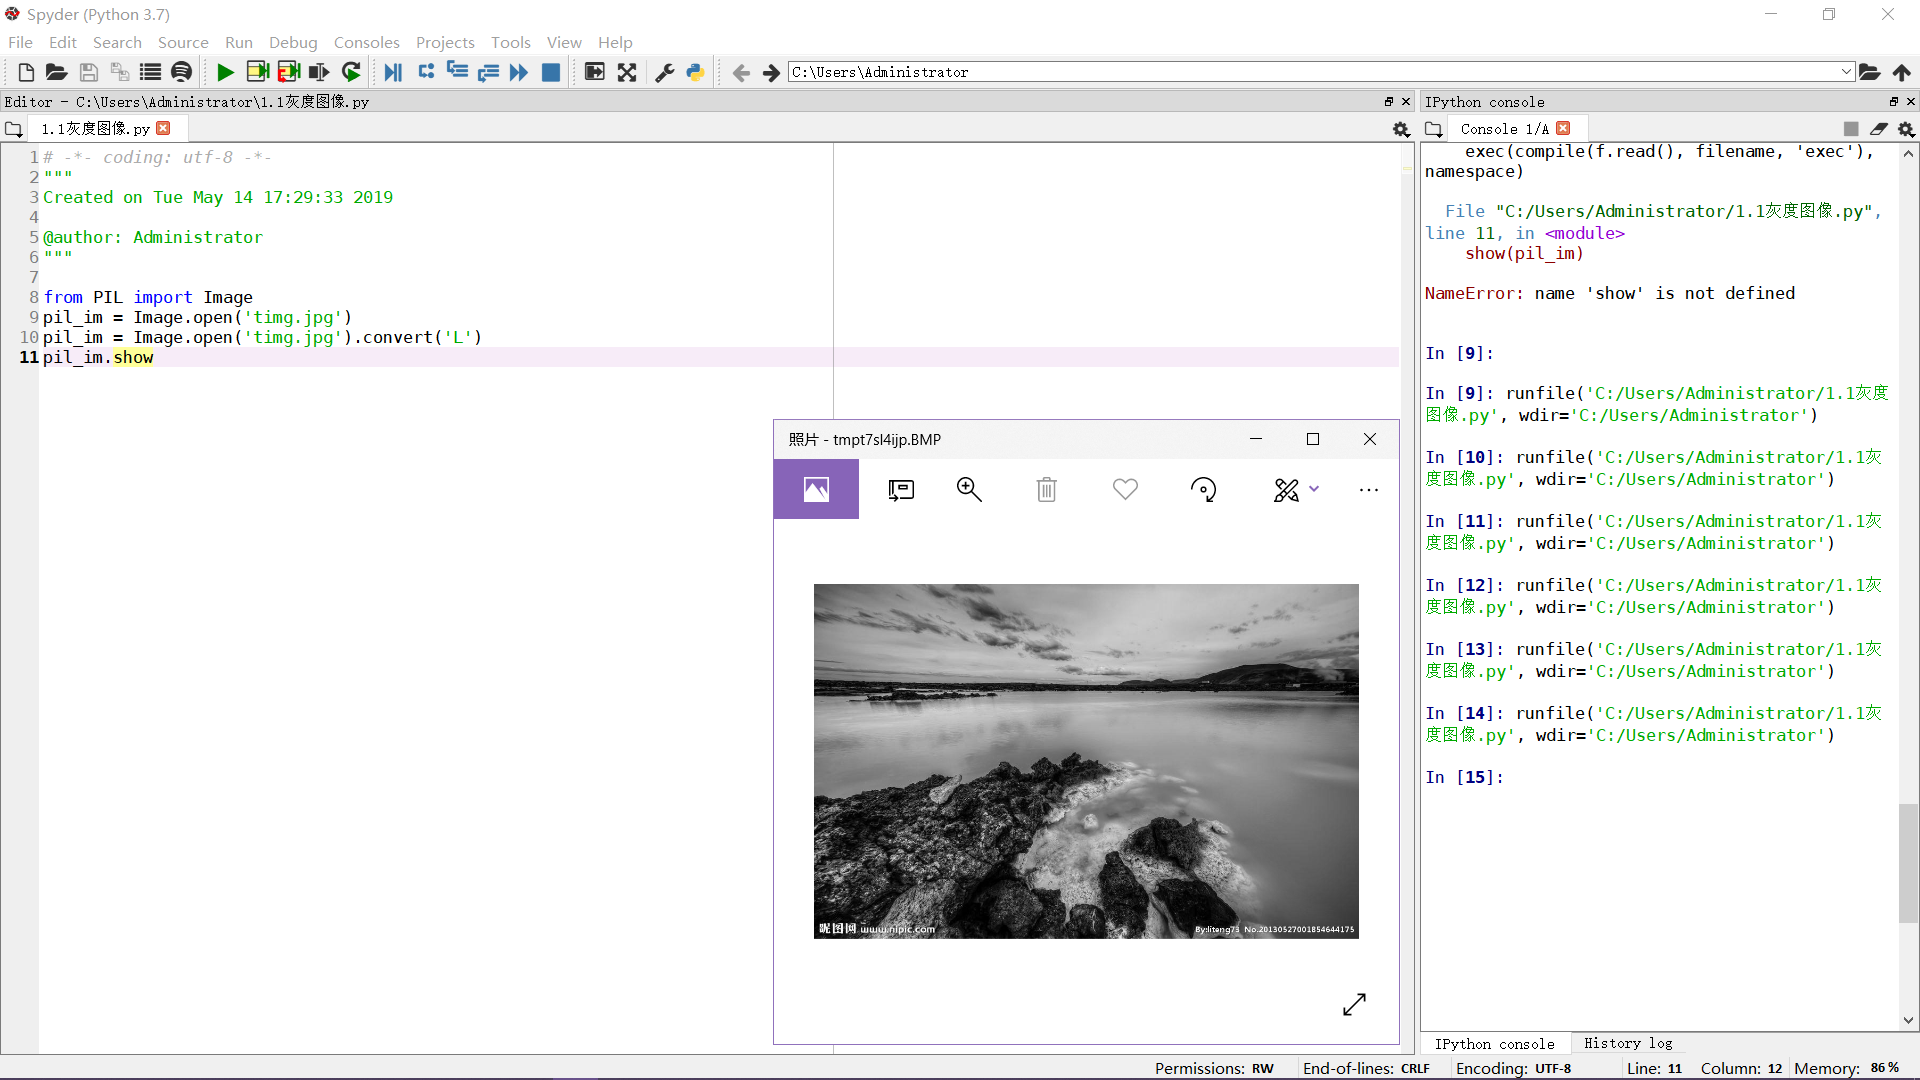 Spyder (Python 3.7)
File Edit Search Source Run Debug Consoles Projects Tools View Help
C:\Users\Administrator
Editor - C:\Users\Administrator\1.1灰度图像.py
1.1灰度图像.py
1 # -*- coding: utf-8 -*-
2 """
3 Created on Tue May 14 17:29:33 2019
4
5 @author: Administrator
6 """
7
8 from PIL import Image
9 pil_im = Image.open('timg.jpg')
10 pil_im = Image.open('timg.jpg').convert('L')
11 pil_im.show
照片 - tmpt7sl4ijp.BMP
昵图网 www.nipic.com
By:liteng73 No.20130527001854644175
IPython console
Console 1/A
exec(compile(f.read(), filename, 'exec'),
namespace)
File "C:/Users/Administrator/1.1灰度图像.py",
line 11, in <module>
show(pil_im)
NameError: name 'show' is not defined
In [9]:
In [9]: runfile('C:/Users/Administrator/1.1灰度
图像.py', wdir='C:/Users/Administrator')
In [10]: runfile('C:/Users/Administrator/1.1灰
度图像.py', wdir='C:/Users/Administrator')
In [11]: runfile('C:/Users/Administrator/1.1灰
度图像.py', wdir='C:/Users/Administrator')
In [12]: runfile('C:/Users/Administrator/1.1灰
度图像.py', wdir='C:/Users/Administrator')
In [13]: runfile('C:/Users/Administrator/1.1灰
度图像.py', wdir='C:/Users/Administrator')
In [14]: runfile('C:/Users/Administrator/1.1灰
度图像.py', wdir='C:/Users/Administrator')
In [15]:
IPython console History log
Permissions: RW End-of-lines: CRLF Encoding: UTF-8 Line: 11 Column: 12 Memory: 86 %